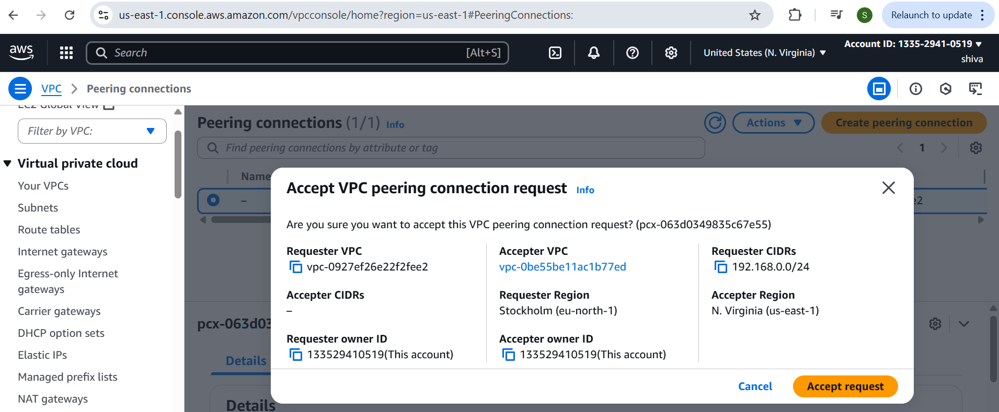 us-east-1.console.aws.amazon.com/vpcconsole/home?region=us-east-1#PeeringConnections:
S
Relaunch to update
aws
Search
[Alt+S]
United States (N. Virginia)
Account ID: 1335-2941-0519
shiva
VPC
Peering connections
EC2 Global View
Filter by VPC:
Virtual private cloud
Your VPCs
Subnets
Route tables
Internet gateways
Egress-only Internet
gateways
Carrier gateways
DHCP option sets
Elastic IPs
Managed prefix lists
NAT gateways
Peering connections (1/1) Info
Actions
Create peering connection
Find peering connections by attribute or tag
1
Name
–
e2
Accept VPC peering connection request Info
Are you sure you want to accept this VPC peering connection request? (pcx-063d0349835c67e55)
Requester VPC
vpc-0927ef26e22f2fee2
Accepter VPC
vpc-0be55be11ac1b77ed
Requester CIDRs
192.168.0.0/24
Accepter CIDRs
–
Requester Region
Stockholm (eu-north-1)
Accepter Region
N. Virginia (us-east-1)
Requester owner ID
133529410519(This account)
Accepter owner ID
133529410519(This account)
Cancel
Accept request
pcx-063d03
Details
Details